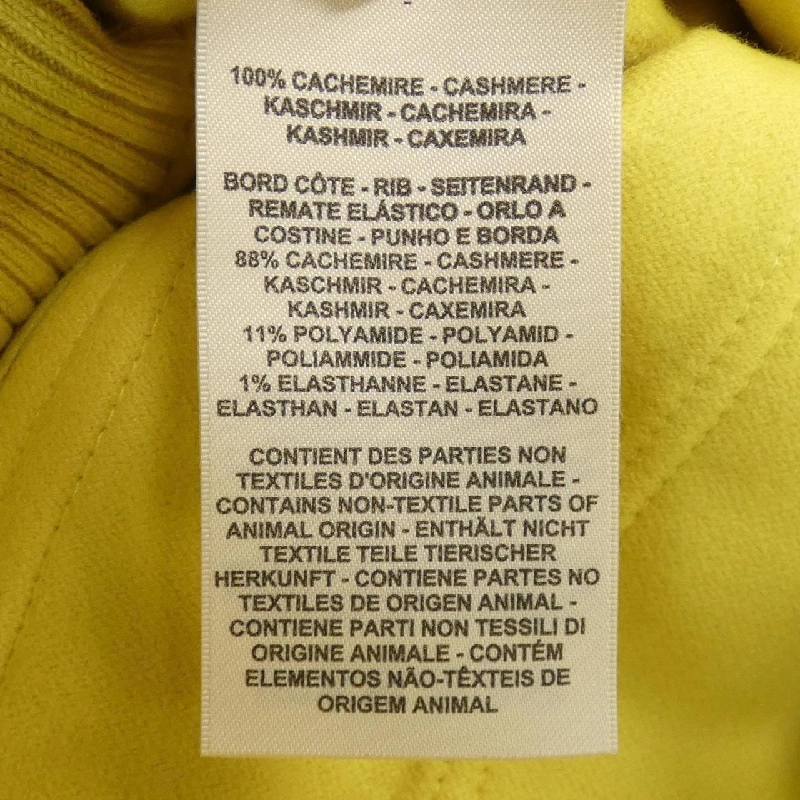 100% CACHEMIRE - CASHMERE -
KASCHMIR - CACHEMIRA -
KASHMIR - CAXEMIRA
BORD CÔTE - RIB - SEITENRAND -
REMATE ELÁSTICO - ORLO A
COSTINE - PUNHO E BORDA
88% CACHEMIRE - CASHMERE -
KASCHMIR - CACHEMIRA -
KASHMIR - CAXEMIRA
11% POLYAMIDE - POLYAMID -
POLIAMMIDE - POLIAMIDA
1% ELASTHANNE - ELASTANE -
ELASTHAN - ELASTAN - ELASTANO
CONTIENT DES PARTIES NON
TEXTILES D'ORIGINE ANIMALE -
CONTAINS NON-TEXTILE PARTS OF
ANIMAL ORIGIN - ENTHÄLT NICHT
TEXTILE TEILE TIERISCHER
HERKUNFT - CONTIENE PARTES NO
TEXTILES DE ORIGEN ANIMAL -
CONTIENE PARTI NON TESSILI DI
ORIGINE ANIMALE - CONTÉM
ELEMENTOS NÃO-TÊXTEIS DE
ORIGEM ANIMAL